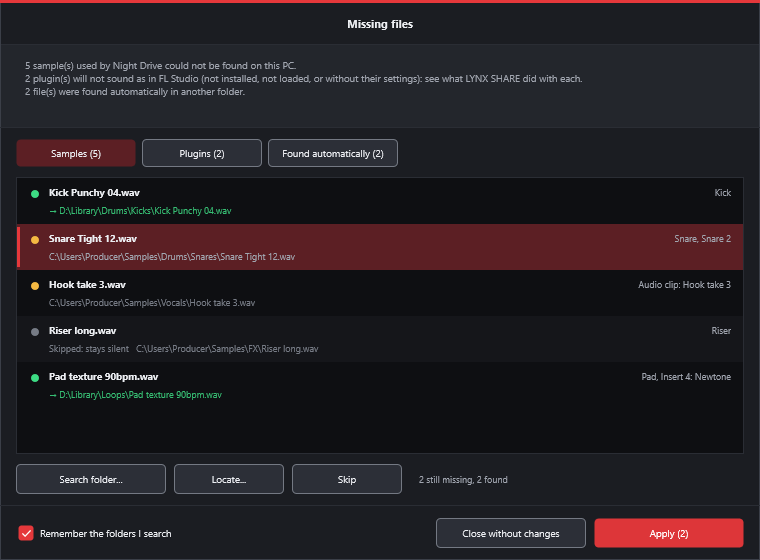 Missing files
5 sample(s) used by Night Drive could not be found on this PC.
2 plugin(s) will not sound as in FL Studio (not installed, not loaded, or without their settings): see what LYNX SHARE did with each.
2 file(s) were found automatically in another folder.
Samples (5)
Plugins (2)
Found automatically (2)
Kick Punchy 04.wav
Kick
→ D:\Library\Drums\Kicks\Kick Punchy 04.wav
Snare Tight 12.wav
Snare, Snare 2
C:\Users\Producer\Samples\Drums\Snares\Snare Tight 12.wav
Hook take 3.wav
Audio clip: Hook take 3
C:\Users\Producer\Samples\Vocals\Hook take 3.wav
Riser long.wav
Riser
Skipped: stays silent C:\Users\Producer\Samples\FX\Riser long.wav
Pad texture 90bpm.wav
Pad, Insert 4: Newtone
→ D:\Library\Loops\Pad texture 90bpm.wav
Search folder...
Locate...
Skip
2 still missing, 2 found
Remember the folders I search
Close without changes
Apply (2)